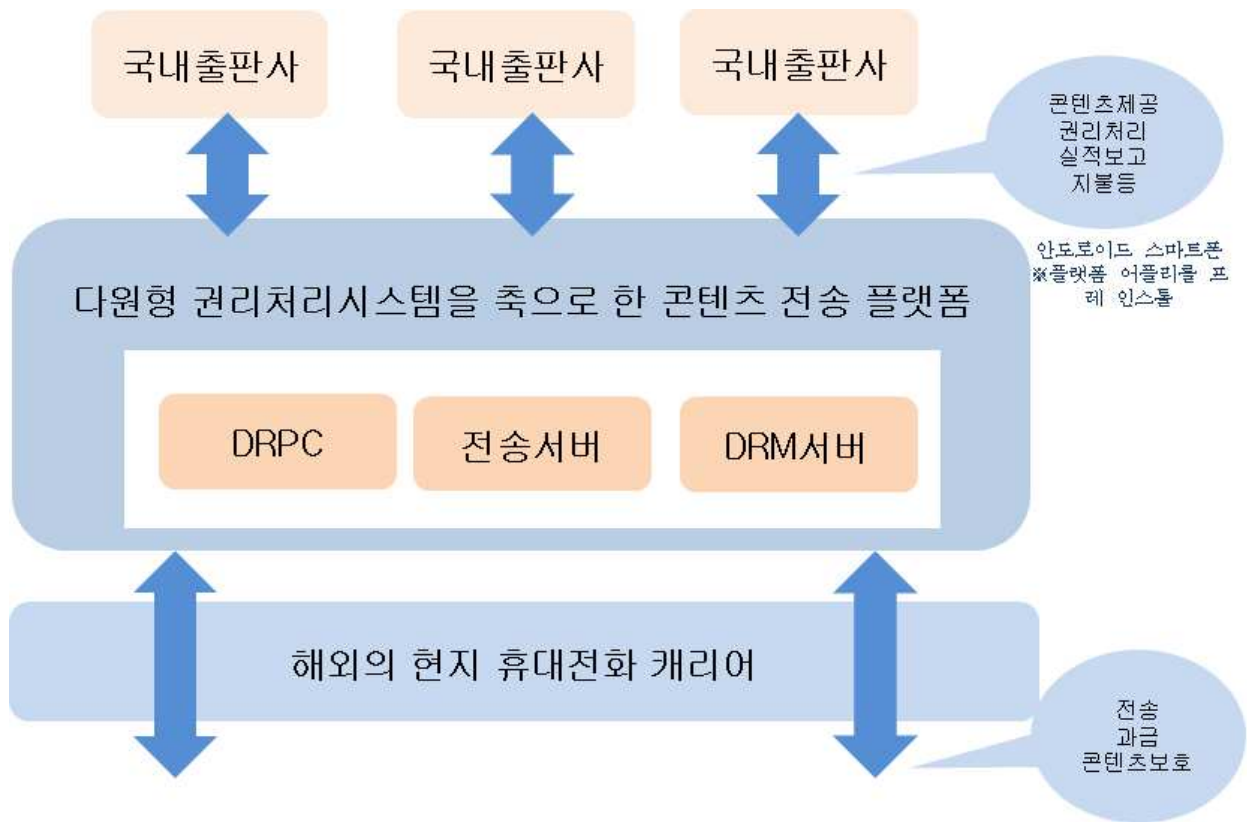 국내출판사
국내출판사
국내출판사
콘텐츠제공
권리처리
실적보고
지불등
안도로이드 스마트폰
※플랫폼 어플리를 프
레 인스톨
다원형 권리처리시스템을 축으로 한 콘텐츠 전송 플랫폼
DRPC
전송서버
DRM서버
해외의 현지 휴대전화 캐리어
전송
과금
콘텐츠보호